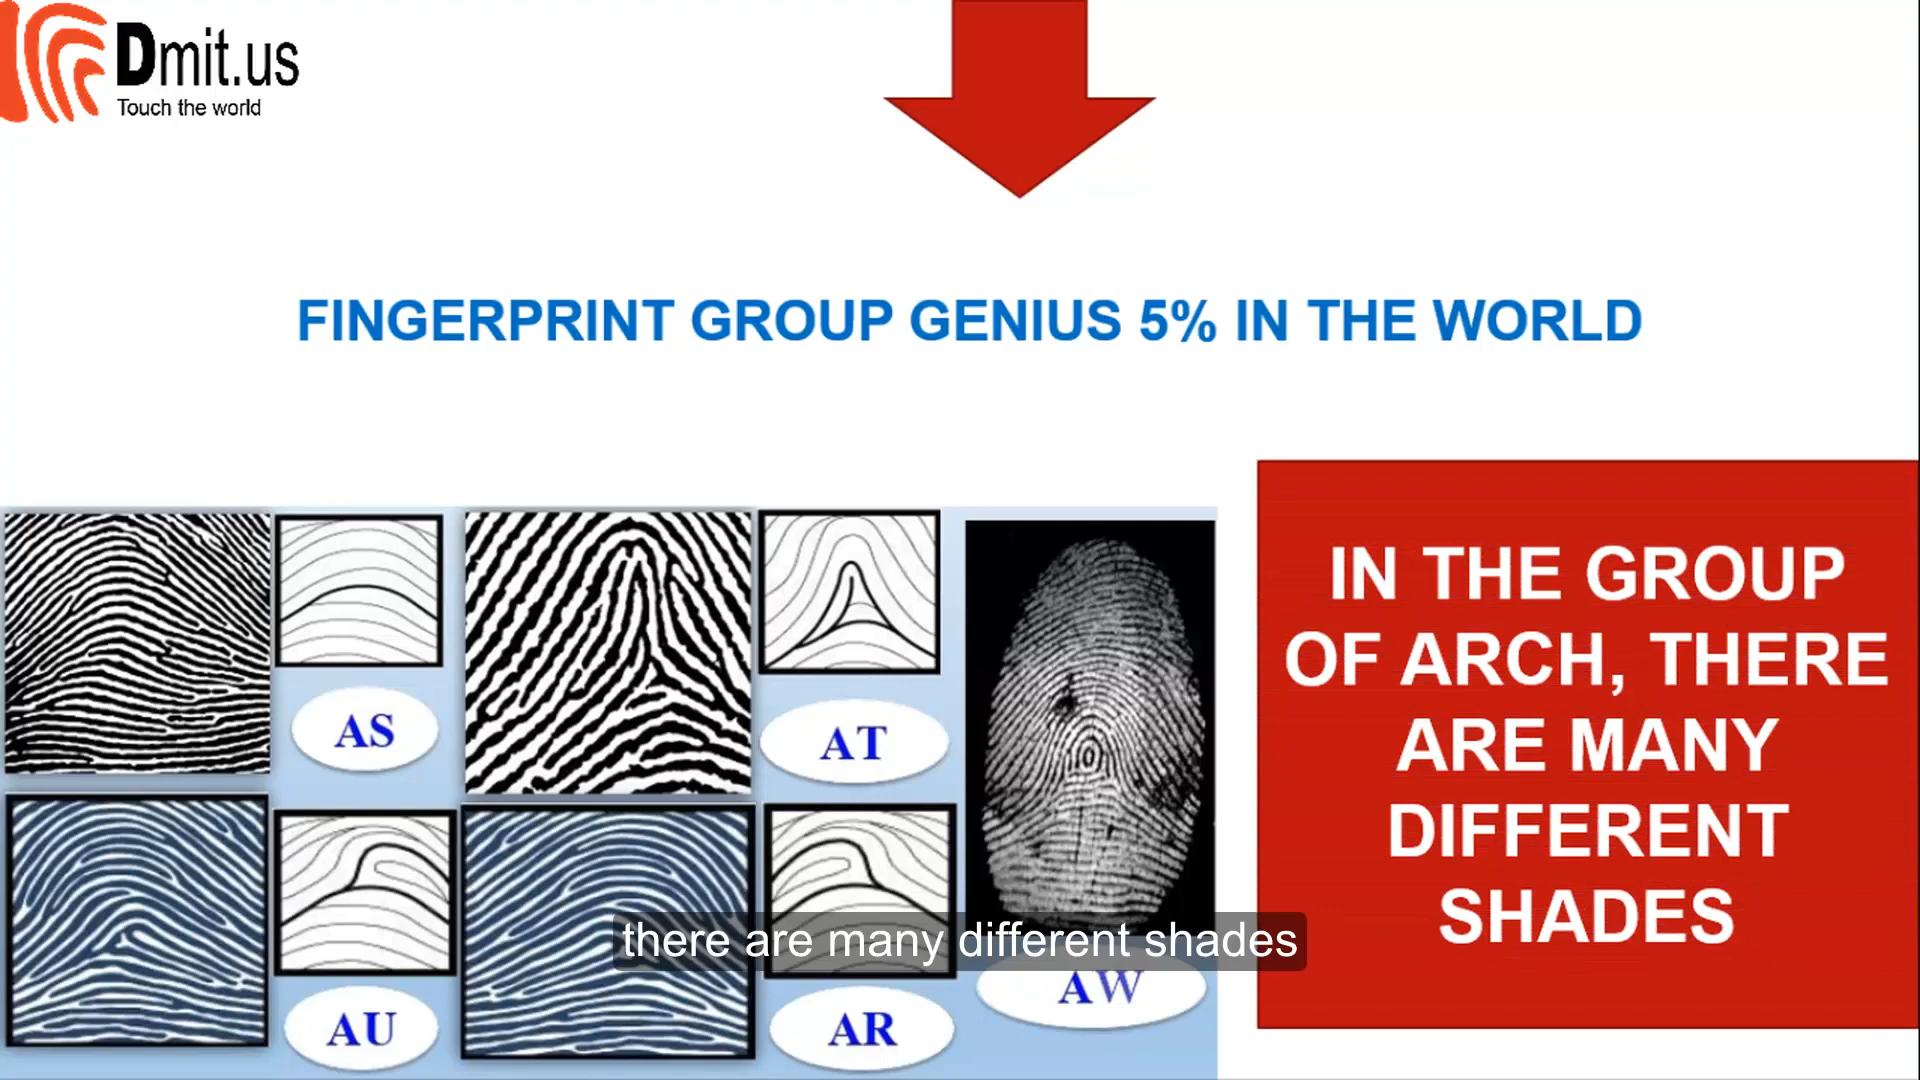 Dmit.us
Touch the world
FINGERPRINT GROUP GENIUS 5% IN THE WORLD
IN THE GROUP
OF ARCH, THERE
ARE MANY
DIFFERENT
SHADES
AS
AT
AU
AR
AW
there are many different shades